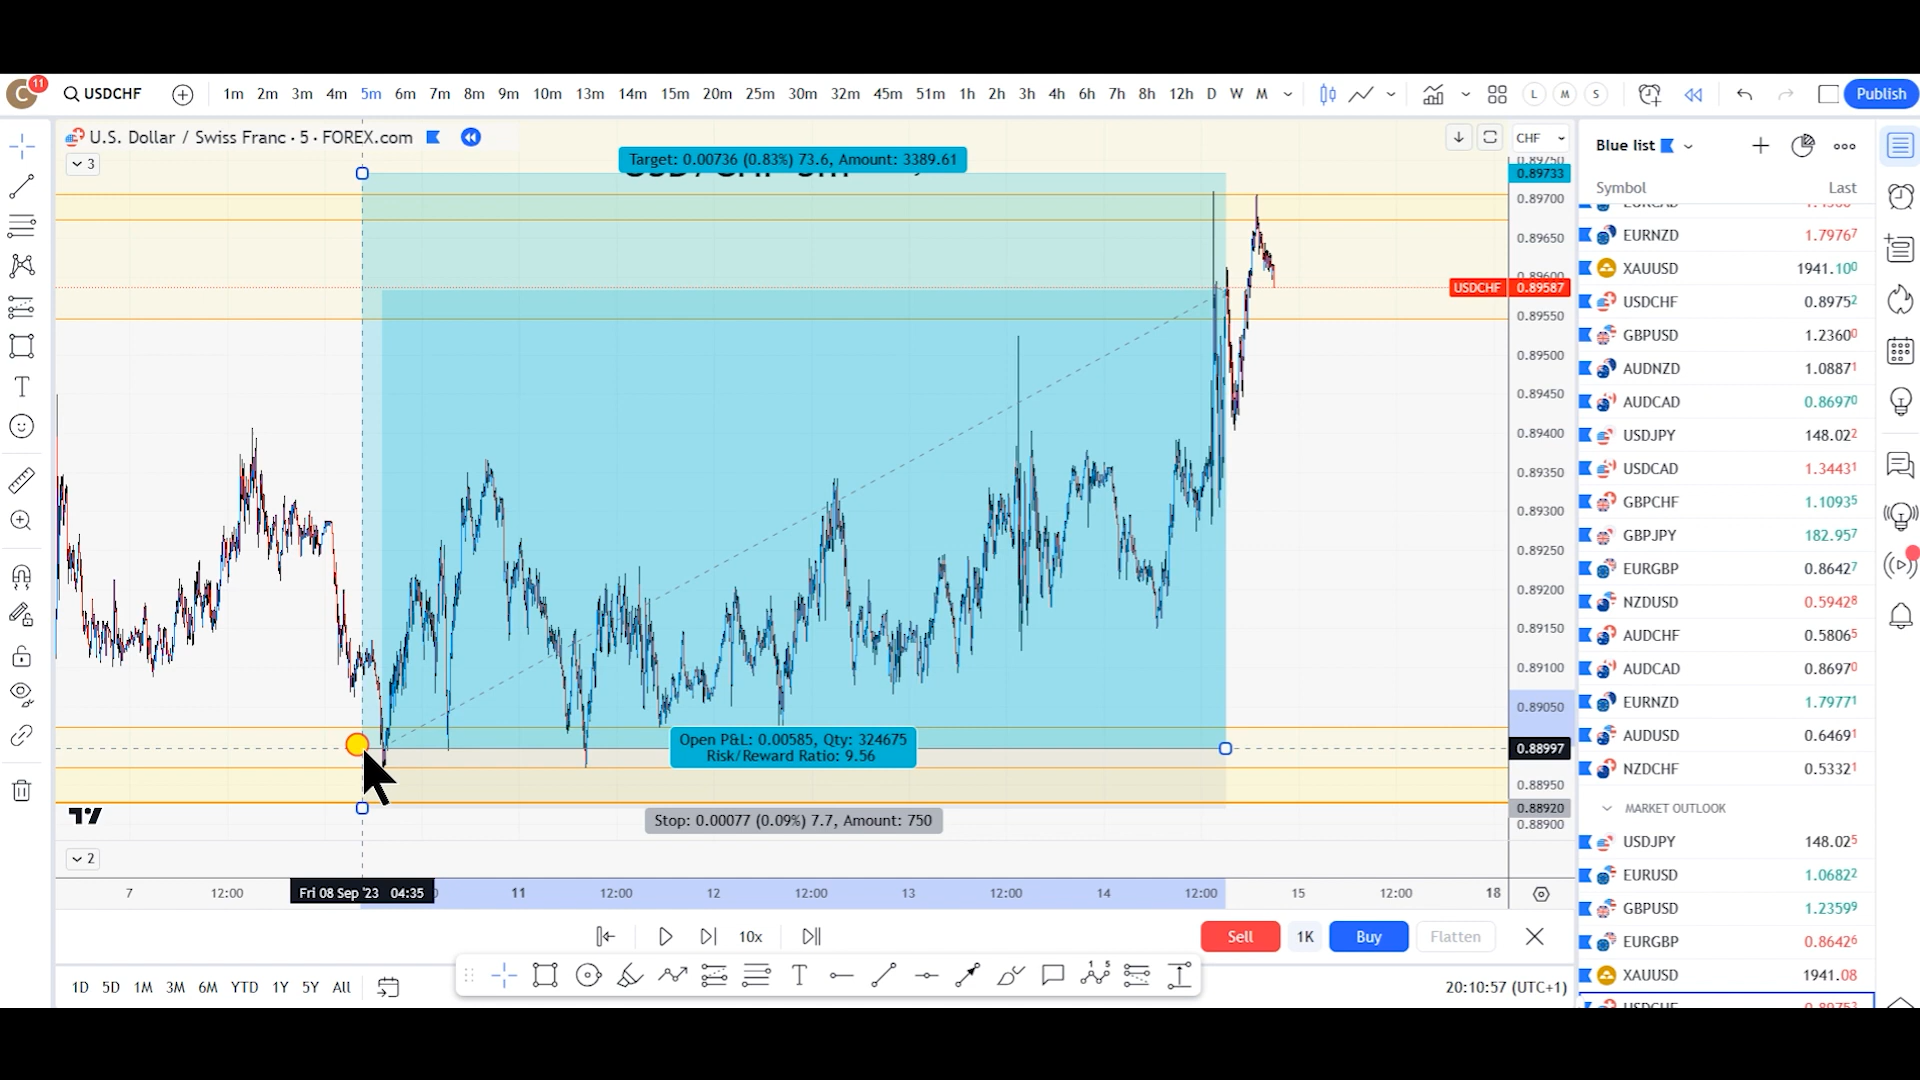 C
11
USDCHF
1m 2m 3m 4m 5m 6m 7m 8m 9m 10m 13m 14m 15m 20m 25m 30m 32m 45m 51m 1h 2h 3h 4h 6h 7h 8h 12h D W M
L M S
Publish
U.S. Dollar / Swiss Franc · 5 · FOREX.com
CHF
3
Target: 0.00736 (0.83%) 73.6, Amount: 3389.61
0.89750
0.89733
0.89700
0.89650
0.89600
USDCHF 0.89587
0.89550
0.89500
0.89450
0.89400
0.89350
0.89300
0.89250
0.89200
0.89150
0.89100
0.89050
0.88997
0.88950
0.88920
0.88900
Open P&L: 0.00585, Qty: 324675
Risk/Reward Ratio: 9.56
Stop: 0.00077 (0.09%) 7.7, Amount: 750
2
7 12:00 Fri 08 Sep '23 04:35 11 12:00 12 12:00 13 12:00 14 12:00 15 12:00 18
10x
Sell 1K Buy Flatten
1D 5D 1M 3M 6M YTD 1Y 5Y All
20:10:57 (UTC+1)
Blue list
Symbol Last
EURNZD 1.79767
XAUUSD 1941.100
USDCHF 0.89752
GBPUSD 1.23600
AUDNZD 1.08871
AUDCAD 0.86970
USDJPY 148.022
USDCAD 1.34431
GBPCHF 1.10935
GBPJPY 182.957
EURGBP 0.86427
NZDUSD 0.59428
AUDCHF 0.58065
AUDCAD 0.86970
EURNZD 1.79771
AUDUSD 0.64691
NZDCHF 0.53321
MARKET OUTLOOK
USDJPY 148.025
EURUSD 1.06822
GBPUSD 1.23599
EURGBP 0.86426
XAUUSD 1941.08
USDCHF 0.89753